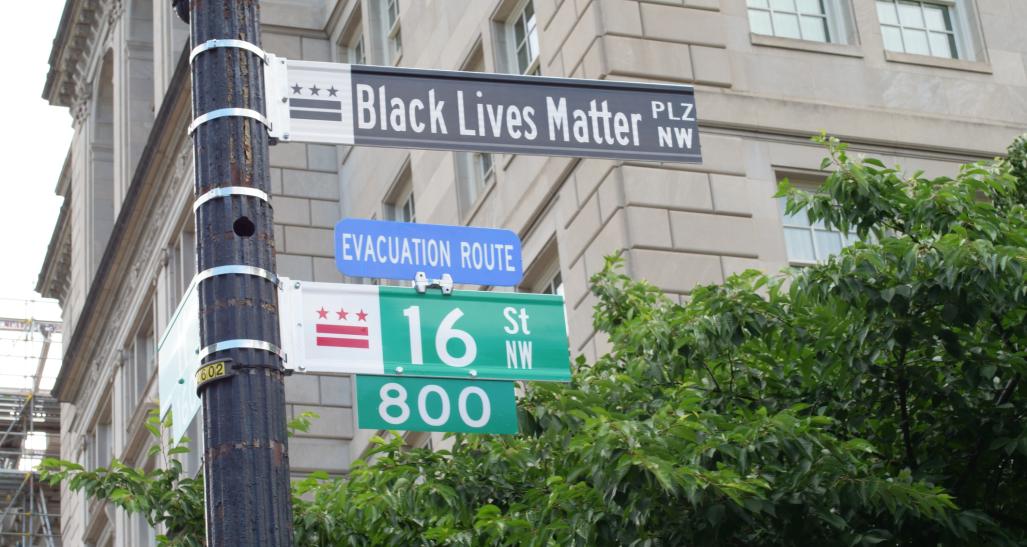 Black Lives Matter PLZ NW
EVACUATION ROUTE
16 St NW
800
602